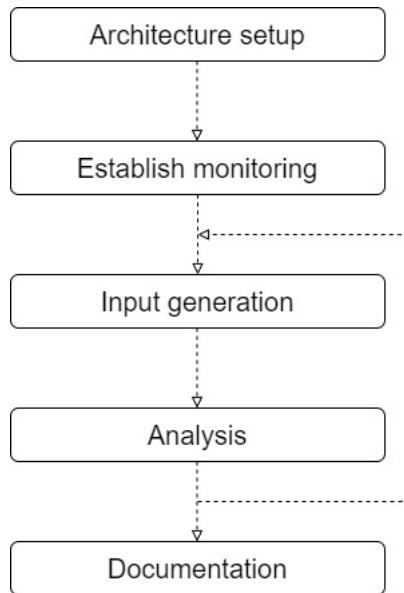 Architecture setup
Establish monitoring
Input generation
Analysis
Documentation